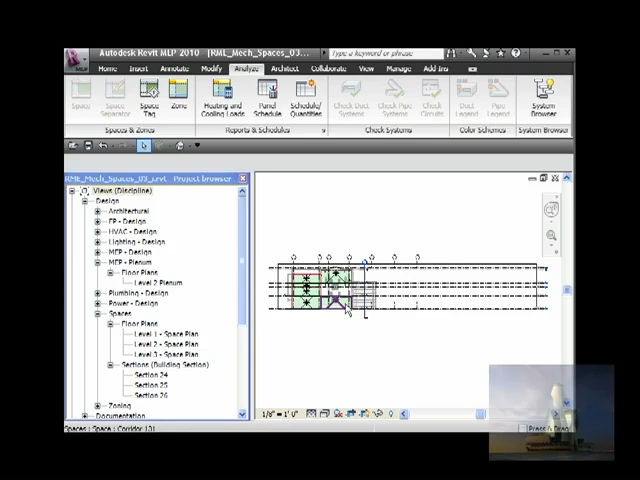 Autodesk Revit MEP 2010 - [RME_Mech_Spaces_03...
Type a keyword or phrase
Home Insert Annotate Modify Analyze Architect Collaborate View Manage Add-Ins
Space Space Separator Space Tag Zone Heating and Cooling Loads Panel Schedule Schedule/ Quantities Check Duct Systems Check Pipe Systems Check Circuits Duct Legend Pipe Legend System Browser
Spaces & Zones Reports & Schedules Check Systems Color Schemes System Browser
RME_Mech_Spaces_03_i.rvt - Project browser
Views (Discipline)
Design
Architectural
FP - Design
HVAC - Design
Lighting - Design
MEP - Design
MEP - Plenum
Floor Plans
Level 2 Plenum
Plumbing - Design
Power - Design
Spaces
Floor Plans
Level 1 - Space Plan
Level 2 - Space Plan
Level 3 - Space Plan
Sections (Building Section)
Section 24
Section 25
Section 26
Zoning
Documentation
1/8" = 1'-0"
Spaces : Space : Corridor 131
Press & Drag